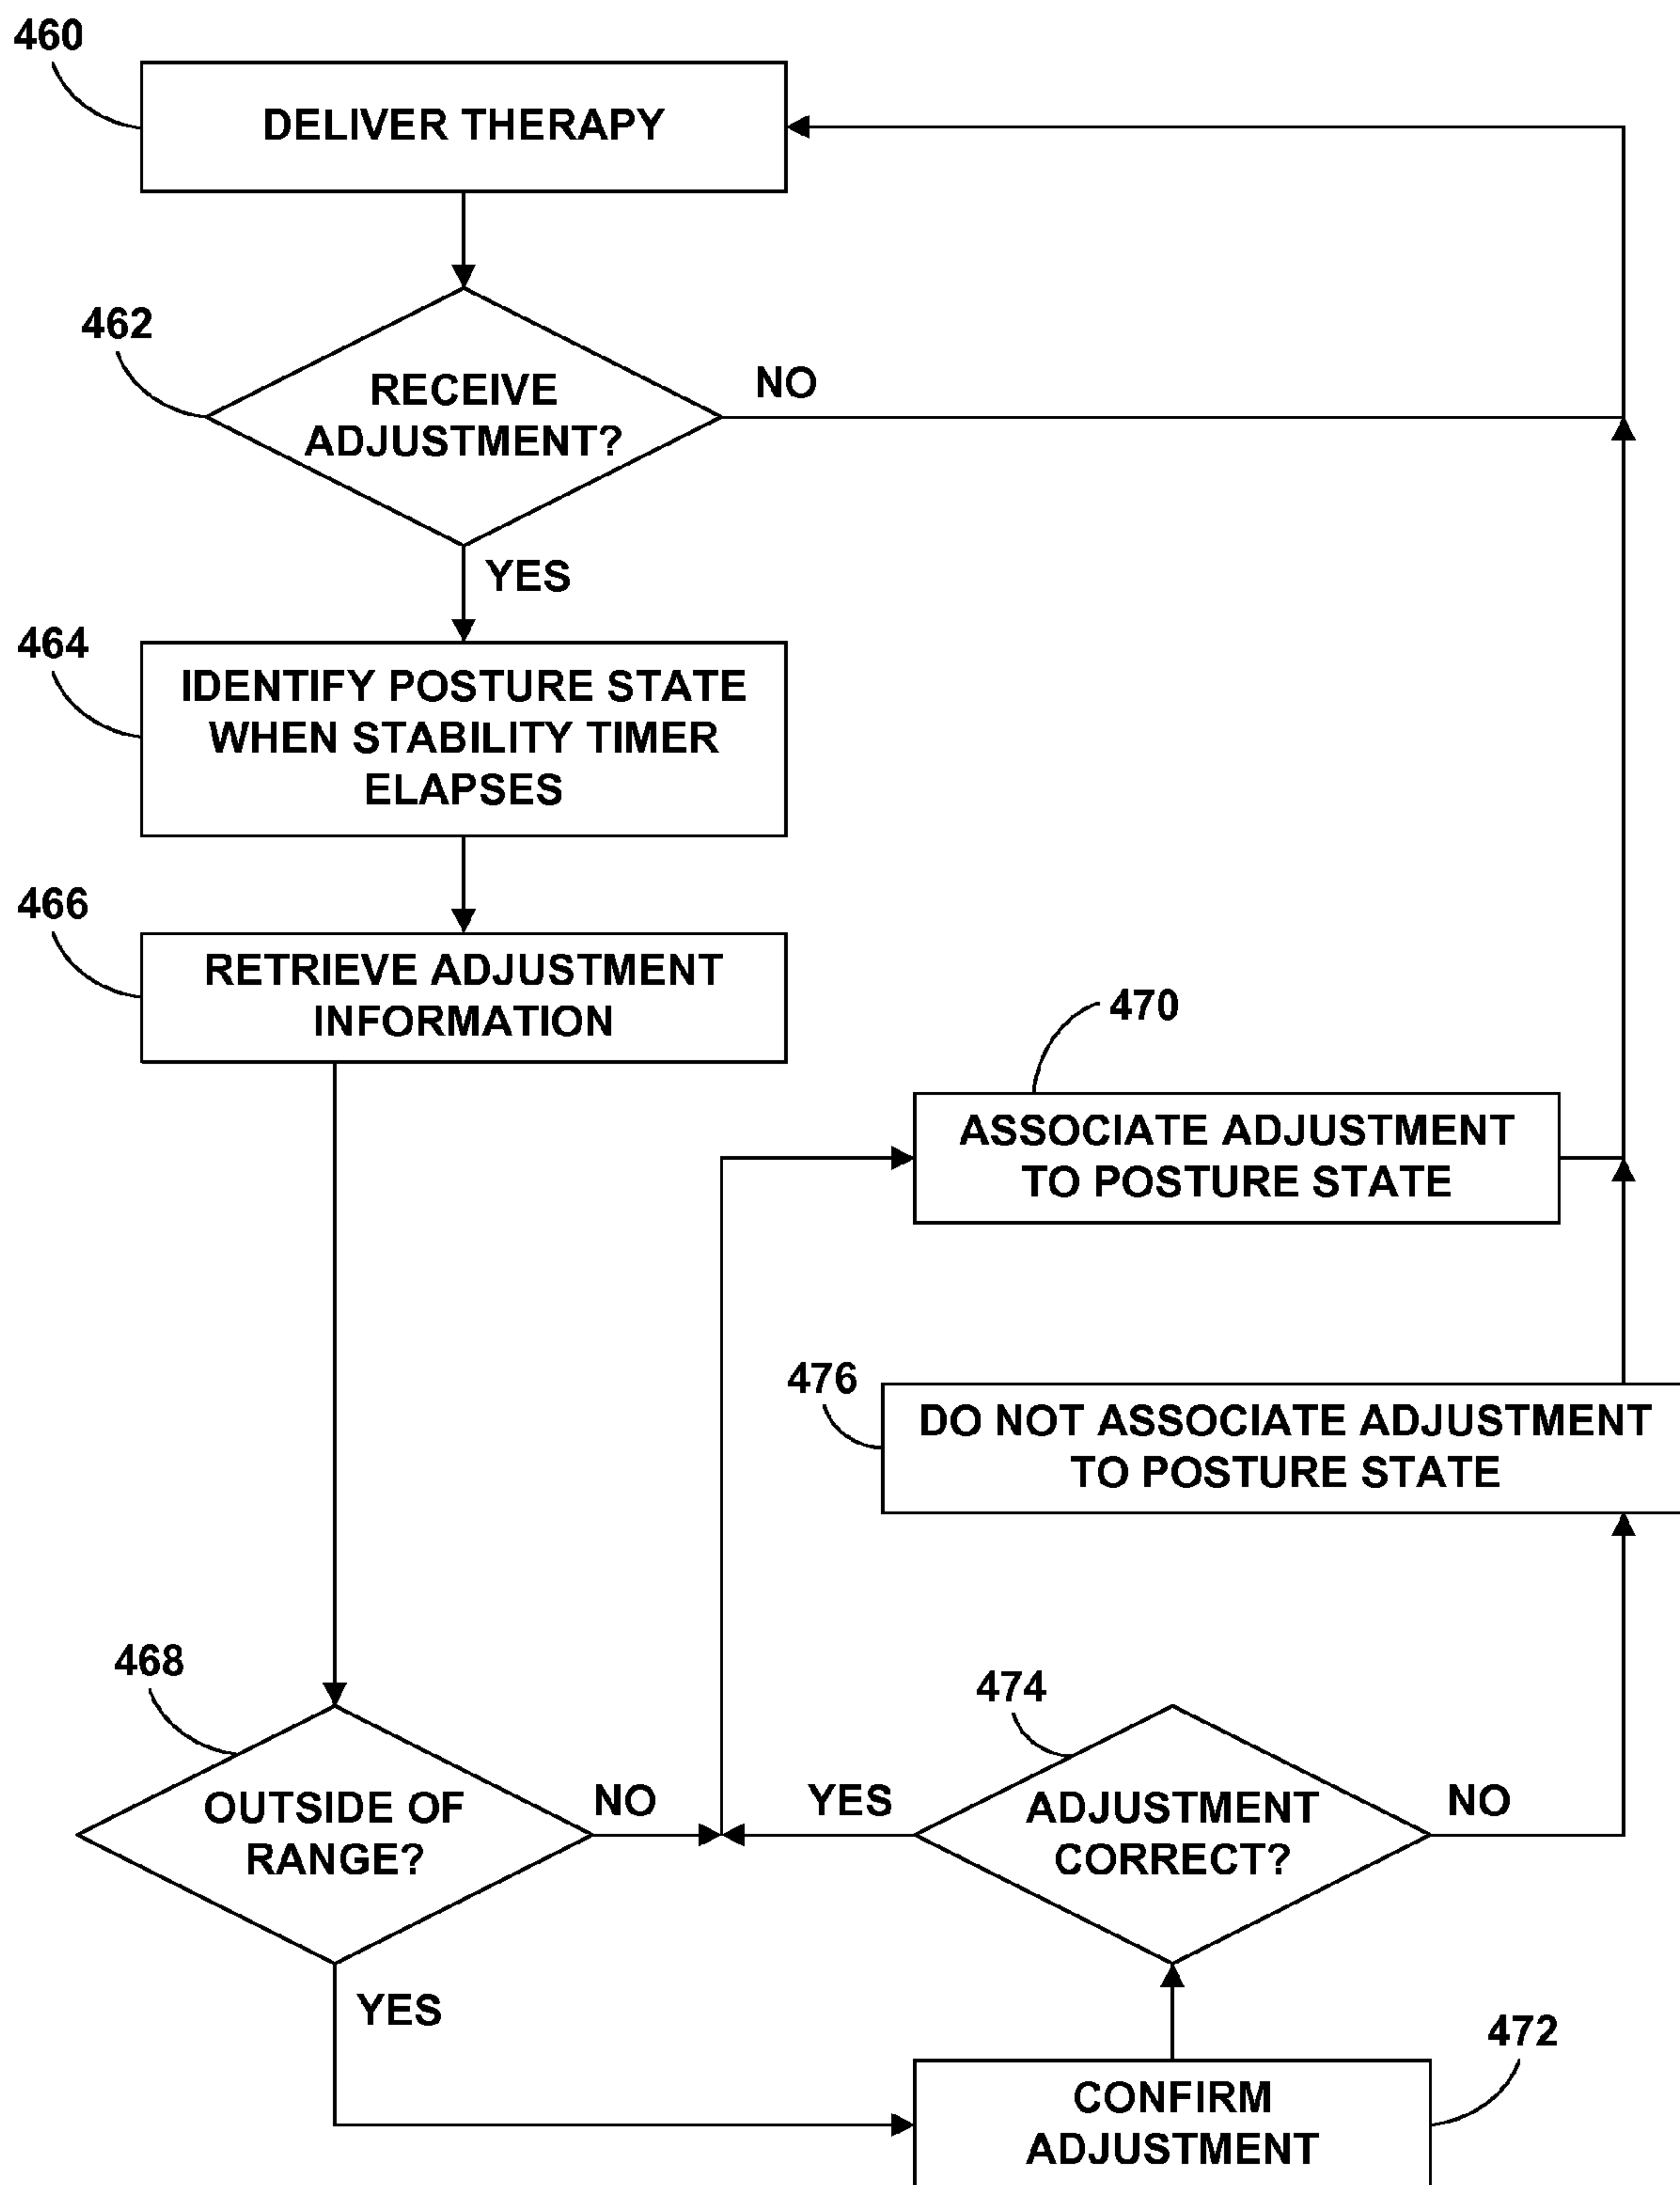 460
DELIVER THERAPY
462
RECEIVE
ADJUSTMENT?
NO
YES
464
IDENTIFY POSTURE STATE
WHEN STABILITY TIMER
ELAPSES
466
RETRIEVE ADJUSTMENT
INFORMATION
470
ASSOCIATE ADJUSTMENT
TO POSTURE STATE
476
DO NOT ASSOCIATE ADJUSTMENT
TO POSTURE STATE
468
OUTSIDE OF
RANGE?
NO
YES
474
ADJUSTMENT
CORRECT?
YES
NO
472
CONFIRM
ADJUSTMENT